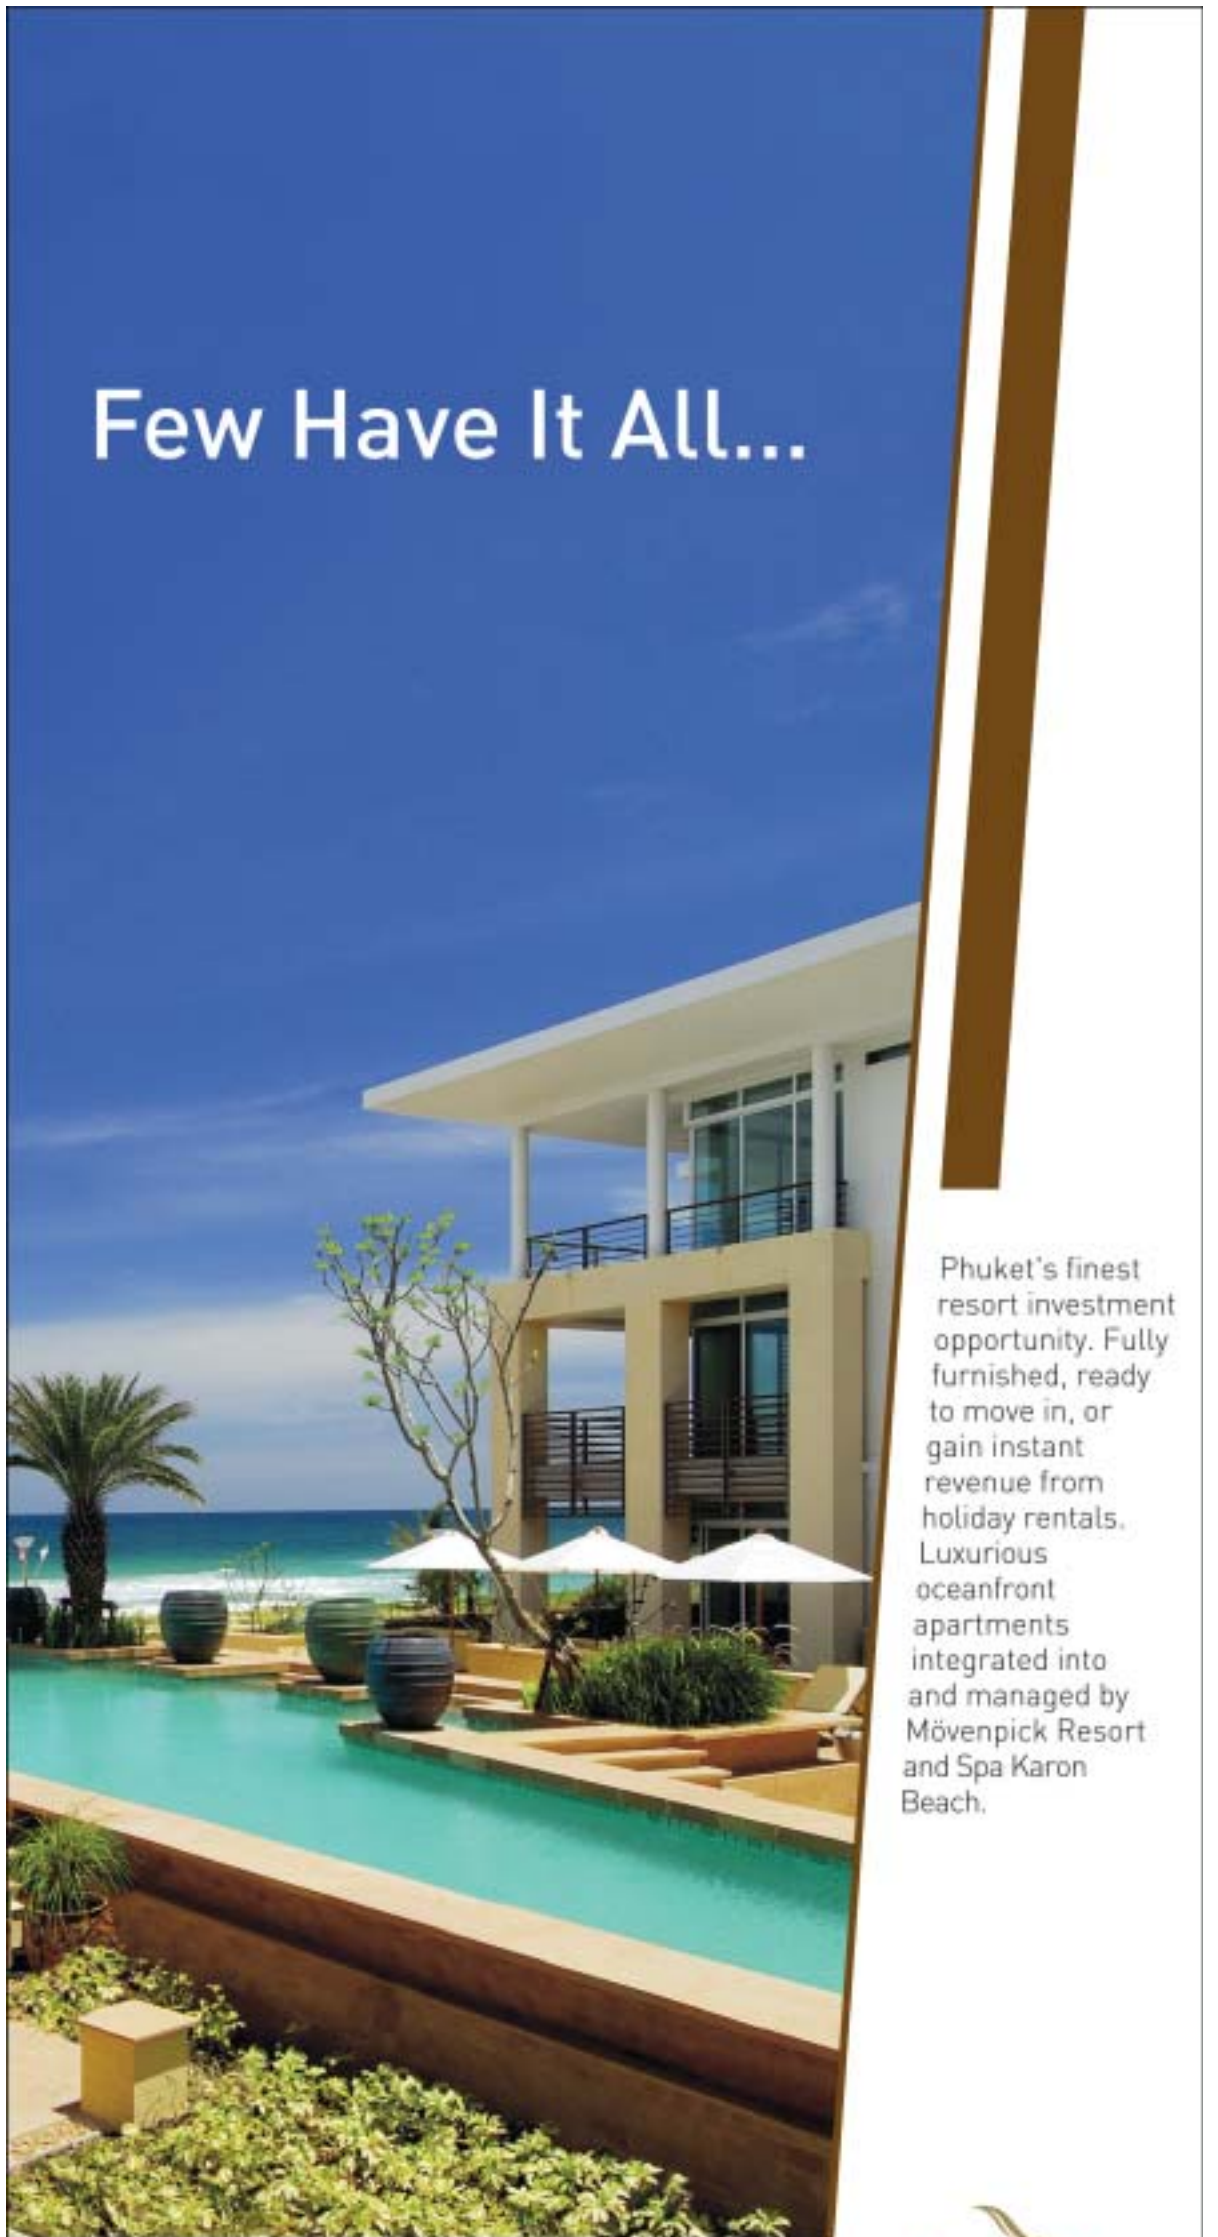 Few Have It All...
Phuket's finest
resort investment
opportunity. Fully
furnished, ready
to move in, or
gain instant
revenue from
holiday rentals.
Luxurious
oceanfront
apartments
integrated into
and managed by
Mövenpick Resort
and Spa Karon
Beach.